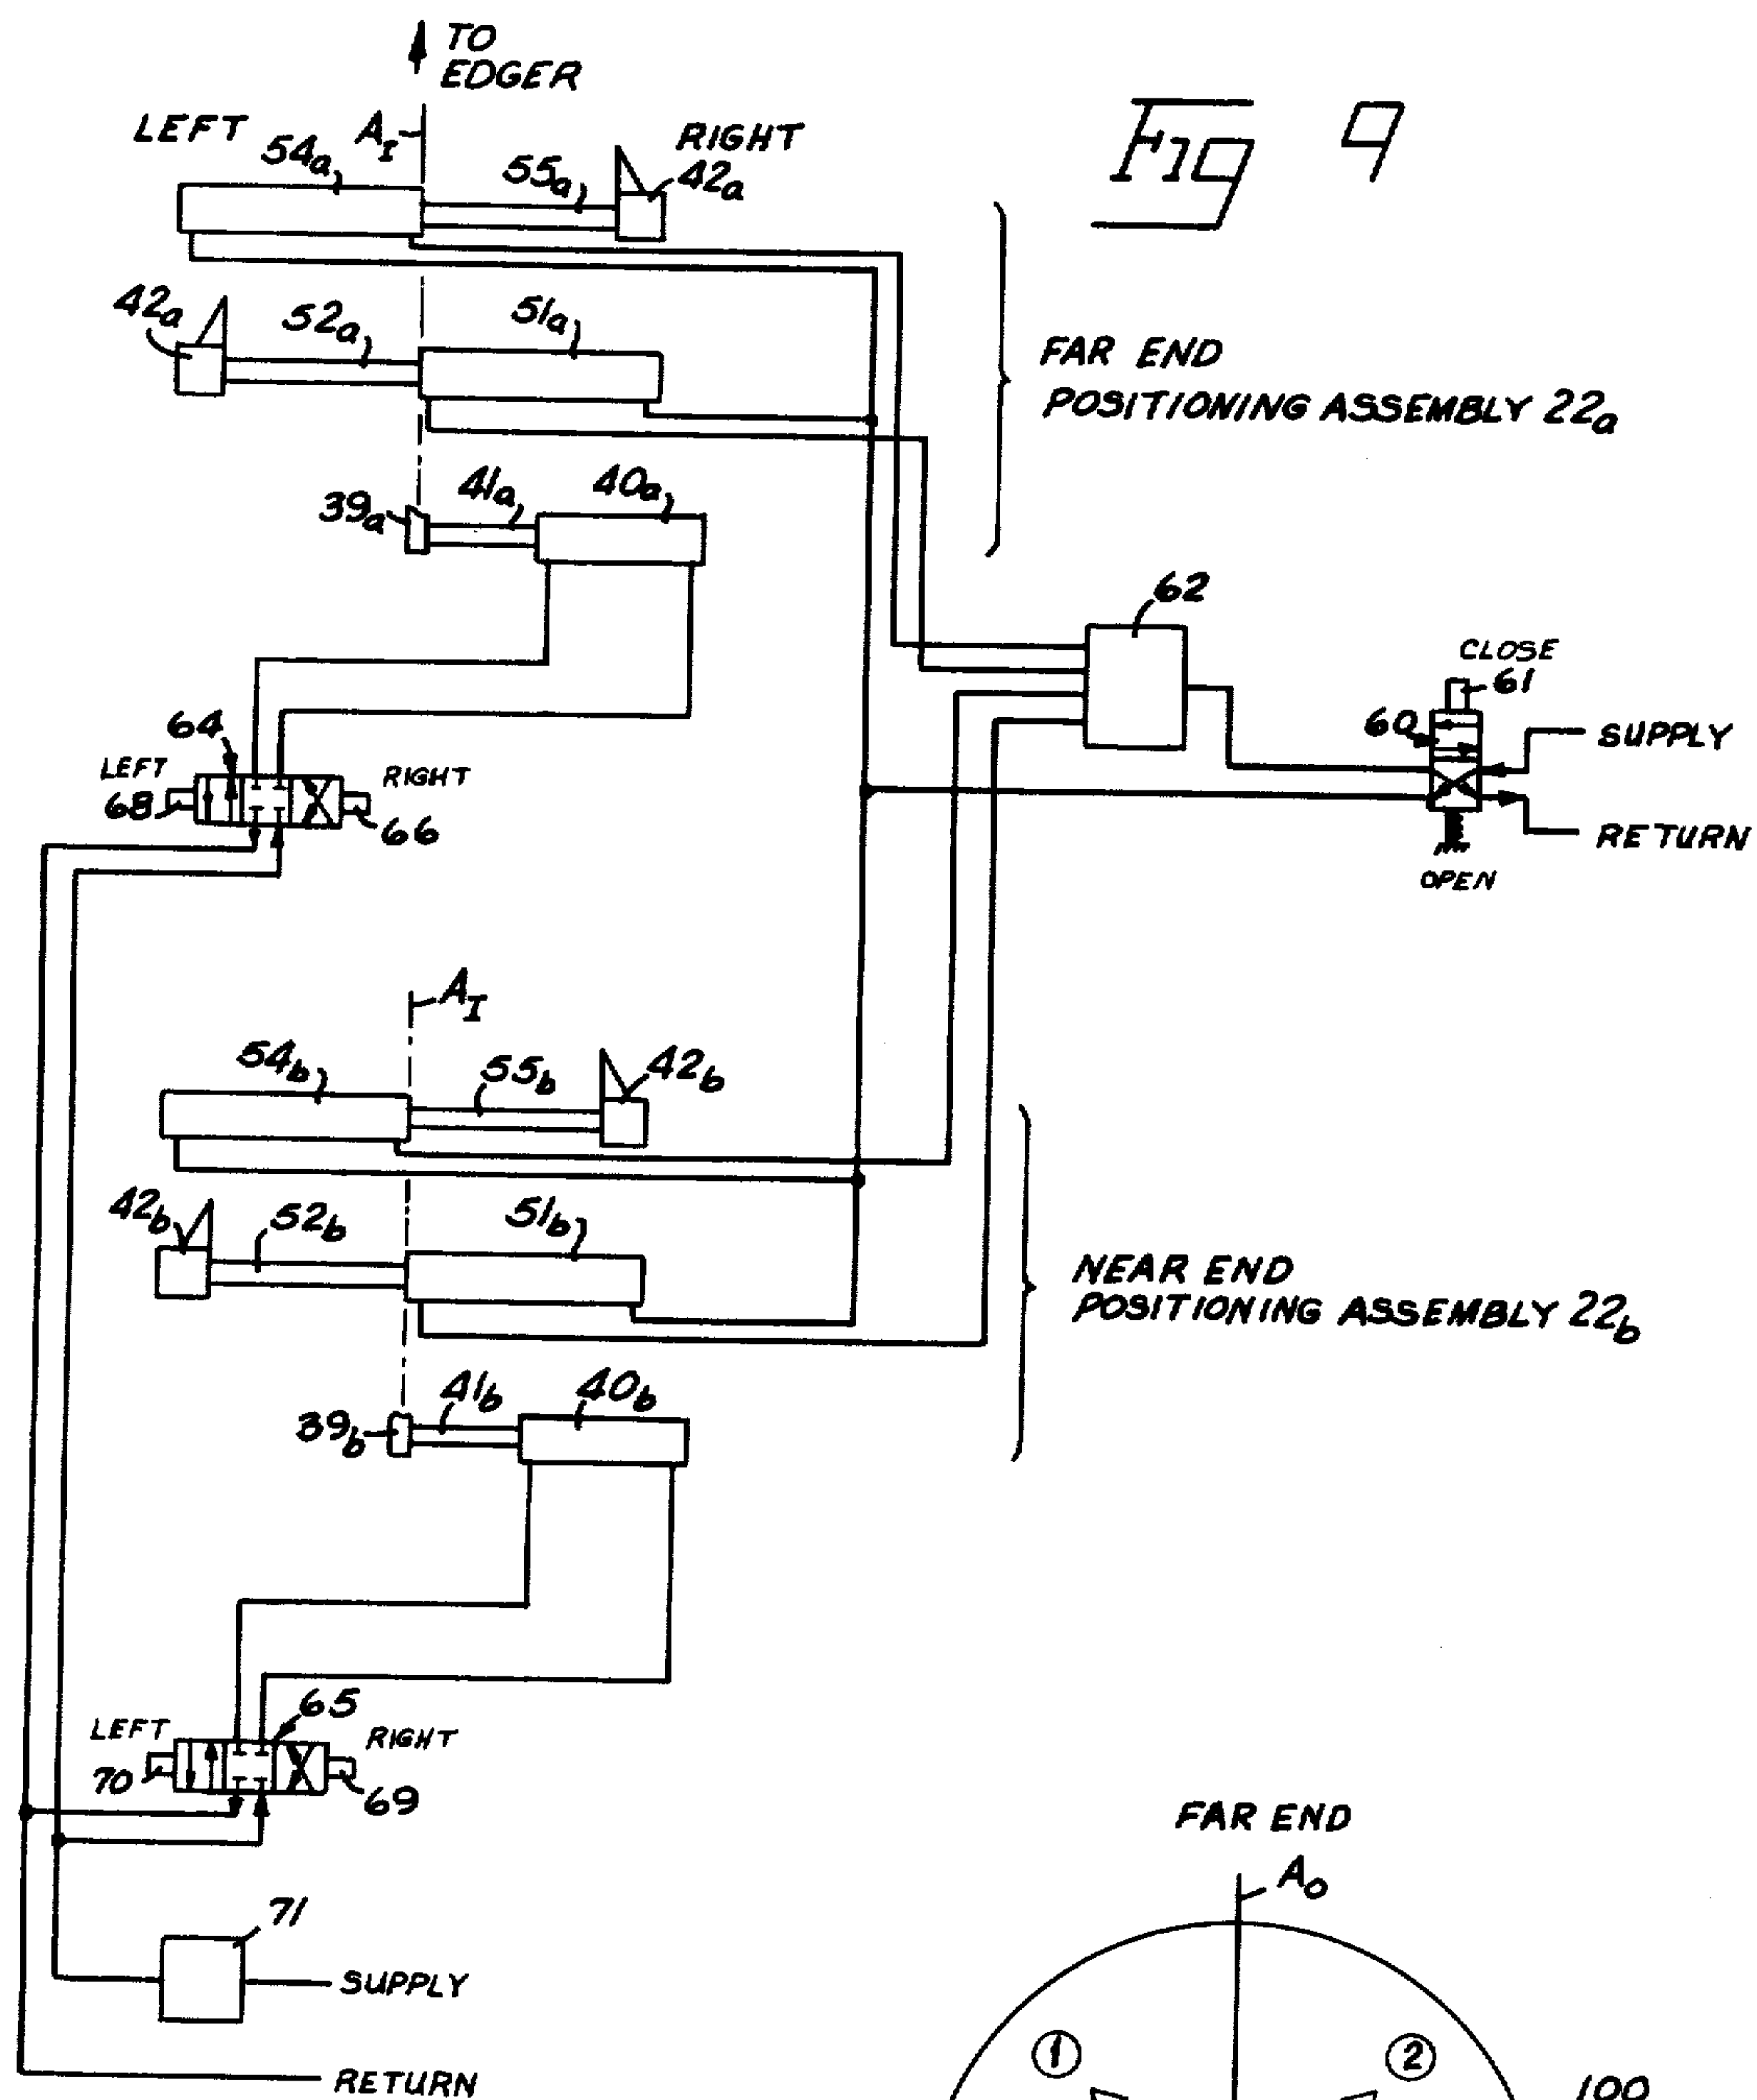 TO
EDGER
Fig 9
LEFT
A_I
RIGHT
54a
55a
42a
42a
52a
51a
FAR END
POSITIONING ASSEMBLY 22a
39a
41a
40a
62
CLOSE
61
60
SUPPLY
RETURN
OPEN
64
LEFT
RIGHT
68
66
A_I
54b
55b
42b
42b
52b
51b
NEAR END
POSITIONING ASSEMBLY 22b
39b
41b
40b
65
LEFT
RIGHT
70
69
71
SUPPLY
RETURN
FAR END
A_O
1
2
100